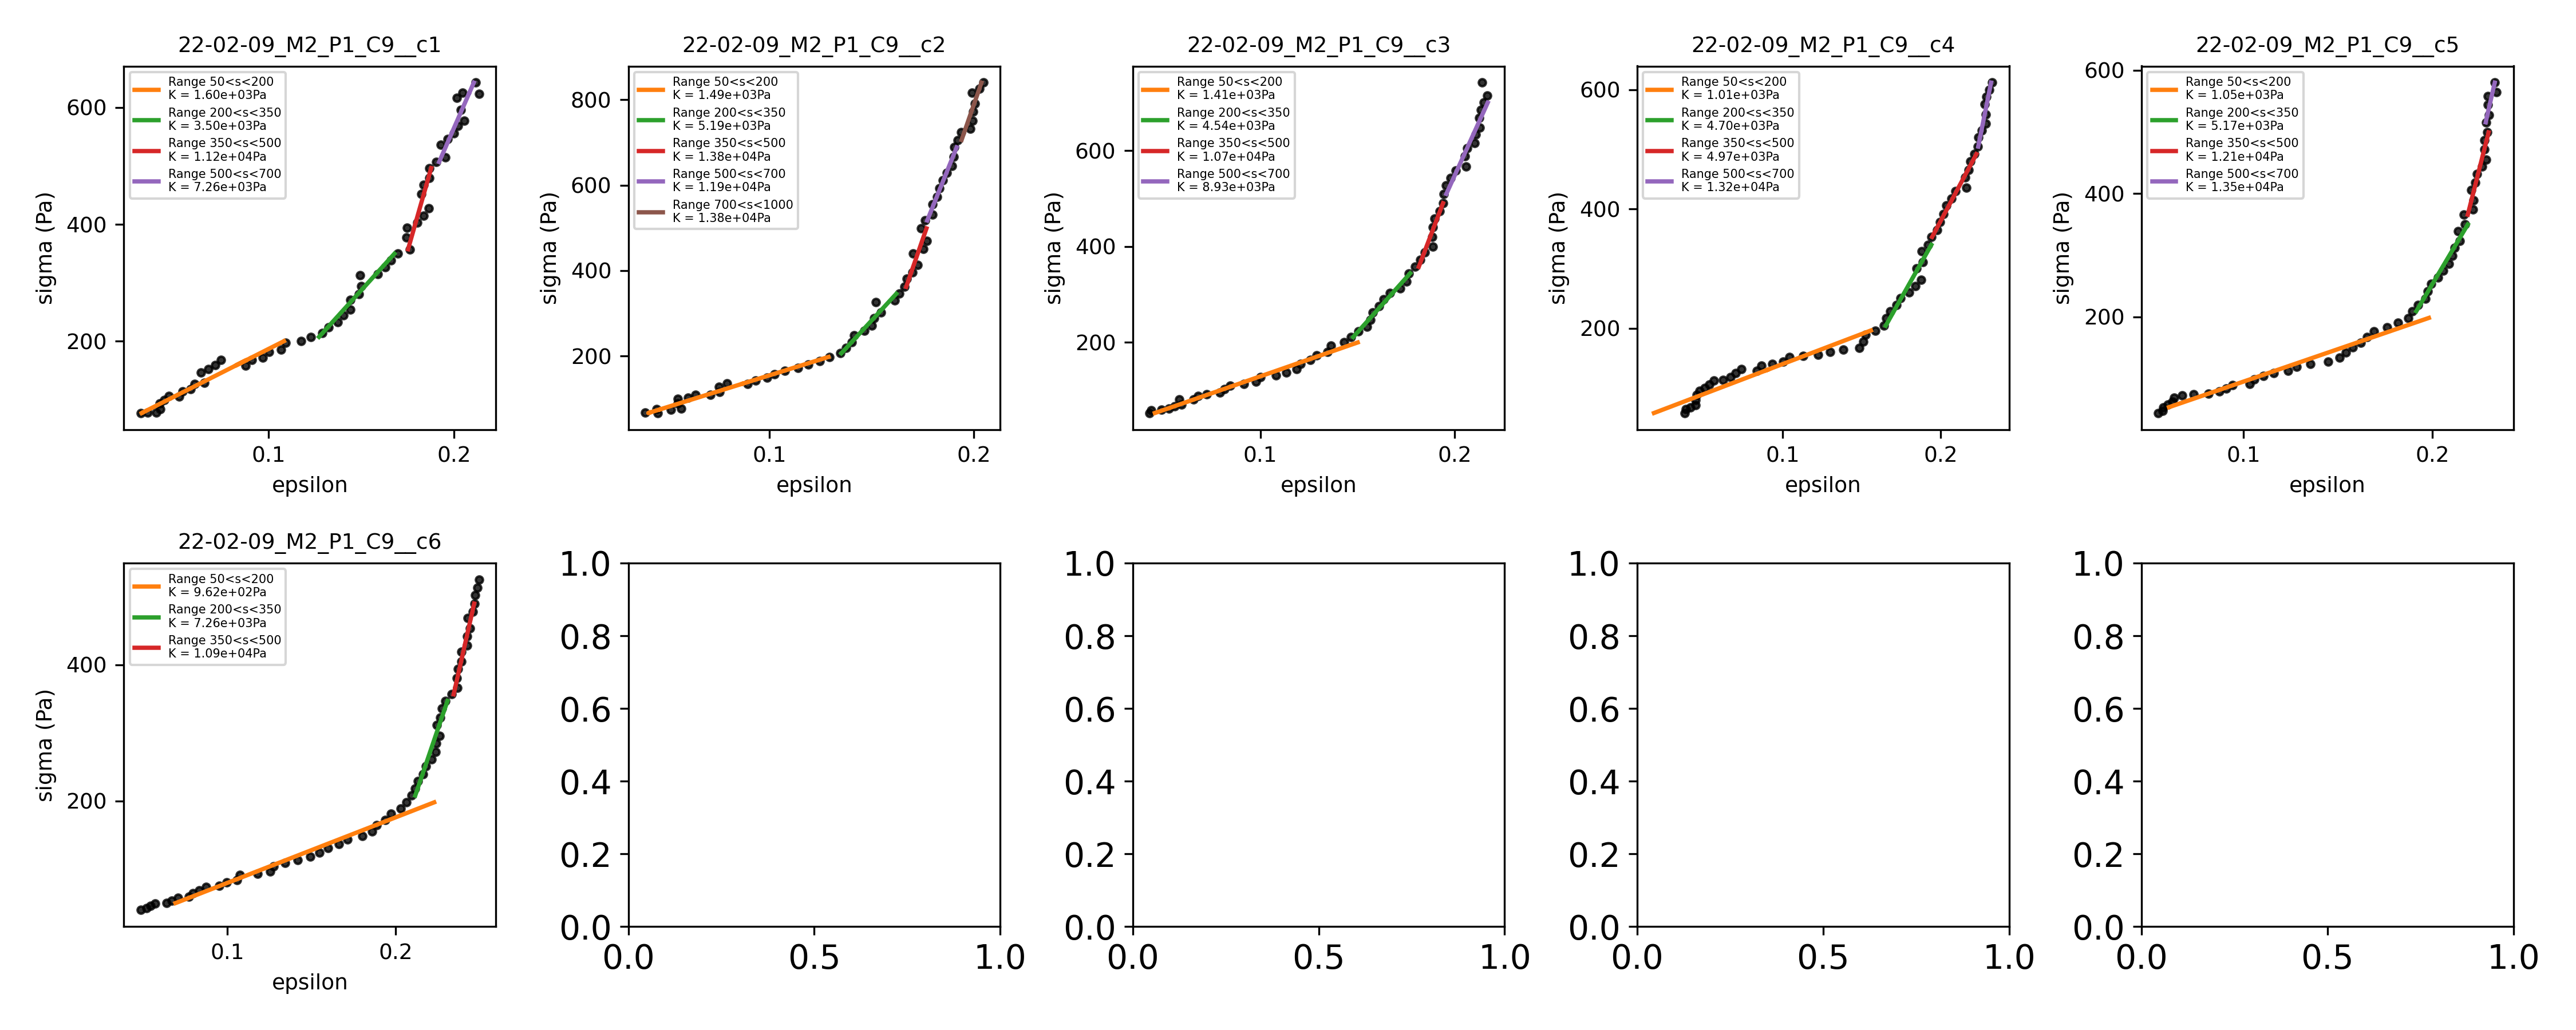 22-02-09_M2_P1_C9__c1
Range 50<s<200
K = 1.60e+03Pa
Range 200<s<350
K = 3.50e+03Pa
Range 350<s<500
K = 1.12e+04Pa
Range 500<s<700
K = 7.26e+03Pa
600
400
200
sigma (Pa)
0.1 0.2
epsilon
22-02-09_M2_P1_C9__c2
Range 50<s<200
K = 1.49e+03Pa
Range 200<s<350
K = 5.19e+03Pa
Range 350<s<500
K = 1.38e+04Pa
Range 500<s<700
K = 1.19e+04Pa
Range 700<s<1000
K = 1.38e+04Pa
800
600
400
200
sigma (Pa)
0.1 0.2
epsilon
22-02-09_M2_P1_C9__c3
Range 50<s<200
K = 1.41e+03Pa
Range 200<s<350
K = 4.54e+03Pa
Range 350<s<500
K = 1.07e+04Pa
Range 500<s<700
K = 8.93e+03Pa
600
400
200
sigma (Pa)
0.1 0.2
epsilon
22-02-09_M2_P1_C9__c4
Range 50<s<200
K = 1.01e+03Pa
Range 200<s<350
K = 4.70e+03Pa
Range 350<s<500
K = 4.97e+03Pa
Range 500<s<700
K = 1.32e+04Pa
600
400
200
sigma (Pa)
0.1 0.2
epsilon
22-02-09_M2_P1_C9__c5
Range 50<s<200
K = 1.05e+03Pa
Range 200<s<350
K = 5.17e+03Pa
Range 350<s<500
K = 1.21e+04Pa
Range 500<s<700
K = 1.35e+04Pa
600
400
200
sigma (Pa)
0.1 0.2
epsilon
22-02-09_M2_P1_C9__c6
Range 50<s<200
K = 9.62e+02Pa
Range 200<s<350
K = 7.26e+03Pa
Range 350<s<500
K = 1.09e+04Pa
400
200
sigma (Pa)
0.1 0.2
epsilon
1.0
0.8
0.6
0.4
0.2
0.0
0.0 0.5 1.0
1.0
0.8
0.6
0.4
0.2
0.0
0.0 0.5 1.0
1.0
0.8
0.6
0.4
0.2
0.0
0.0 0.5 1.0
1.0
0.8
0.6
0.4
0.2
0.0
0.0 0.5 1.0